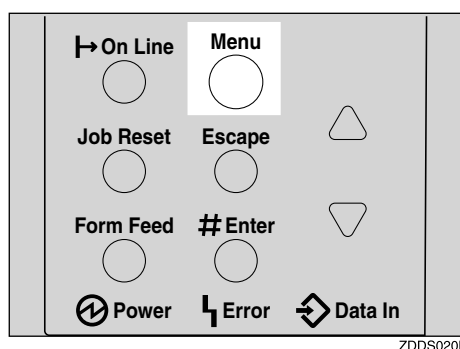 On Line Menu
Job Reset Escape
Form Feed # Enter
Power Error Data In